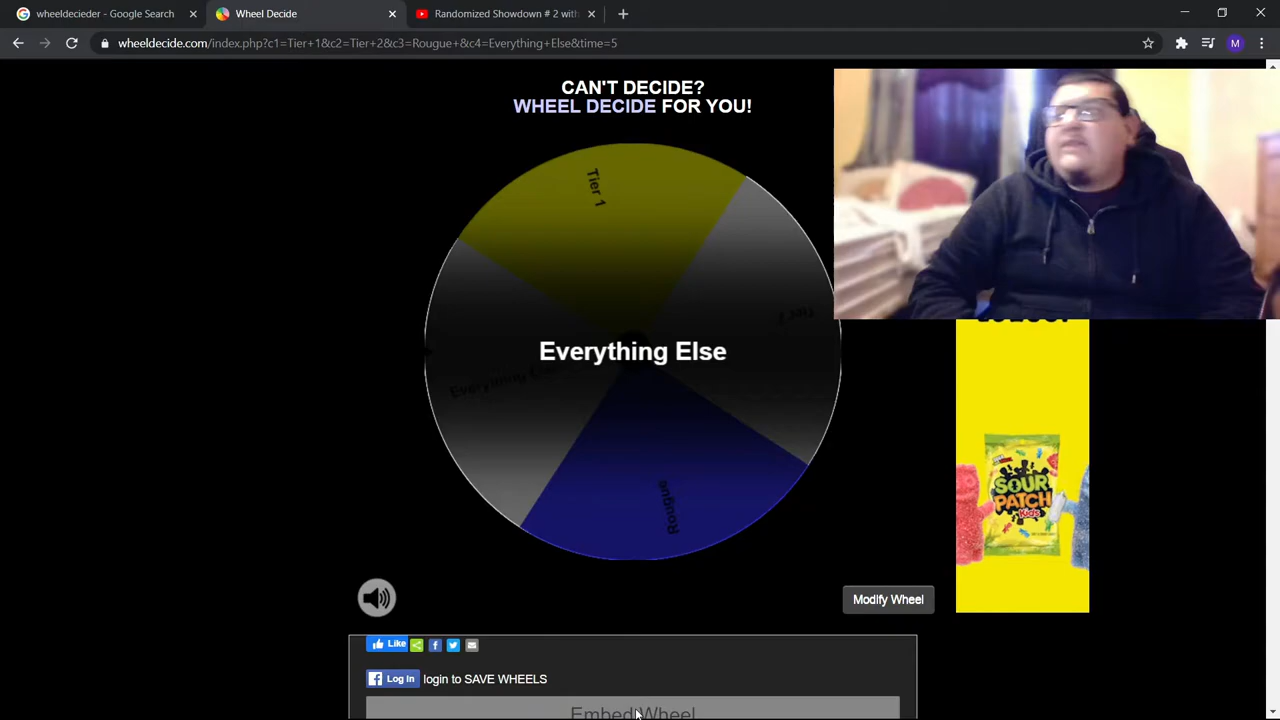 wheeldecieder - Google Search
Wheel Decide
Randomized Showdown # 2 with
wheeldecide.com/index.php?c1=Tier+1&c2=Tier+2&c3=Rougue+&c4=Everything+Else&time=5
M
CAN'T DECIDE?
WHEEL DECIDE FOR YOU!
Tier 1
Tier 2
Everything Else
Everything Else
Rougue
SOUR
PATCH
Kids
Modify Wheel
Like
Log In
login to SAVE WHEELS
Embed Wheel